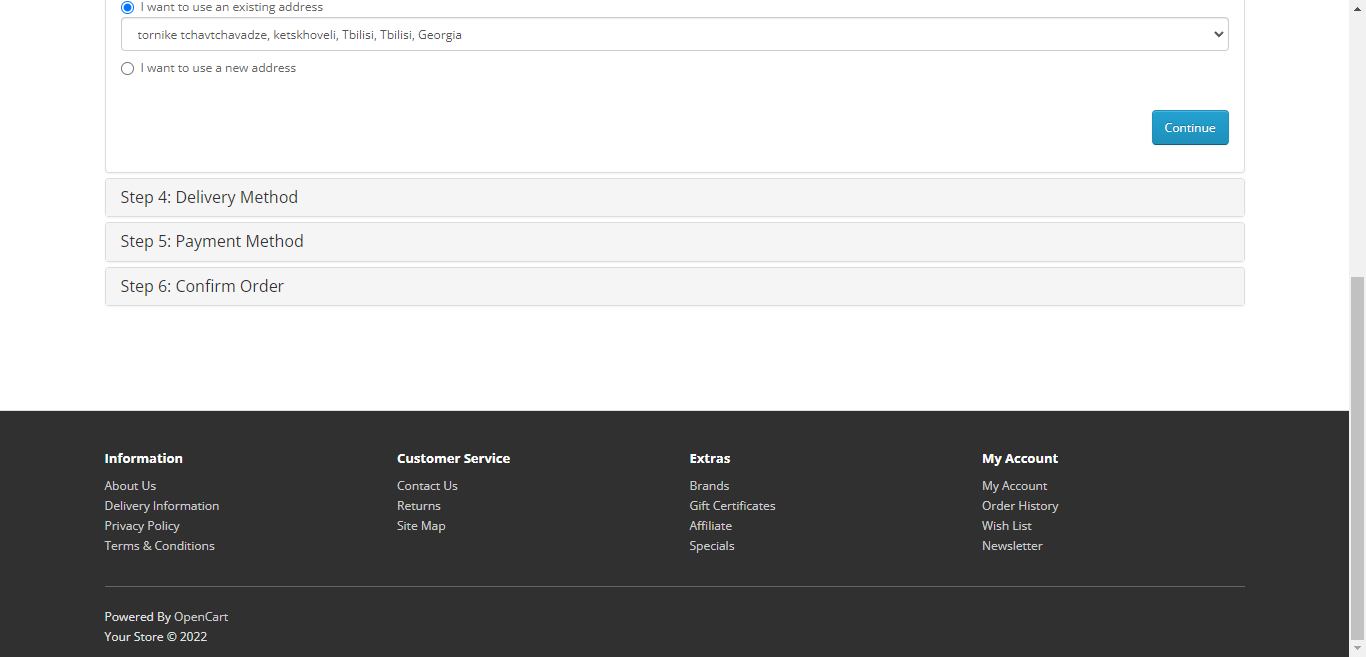 I want to use an existing address
tornike tchavtchavadze, ketskhoveli, Tbilisi, Tbilisi, Georgia
I want to use a new address
Continue
Step 4: Delivery Method
Step 5: Payment Method
Step 6: Confirm Order
Information
About Us
Delivery Information
Privacy Policy
Terms & Conditions
Customer Service
Contact Us
Returns
Site Map
Extras
Brands
Gift Certificates
Affiliate
Specials
My Account
My Account
Order History
Wish List
Newsletter
Powered By OpenCart
Your Store © 2022